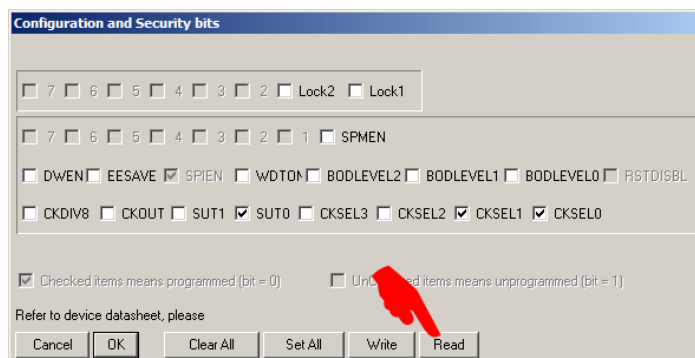 Configuration and Security bits
7 6 5 4 3 2 Lock2 Lock1
7 6 5 4 3 2 1 SPMEN
DWEN EESAVE SPIEN WDTON BODLEVEL2 BODLEVEL1 BODLEVEL0 RSTDISBL
CKDIV8 CKOUT SUT1 SUT0 CKSEL3 CKSEL2 CKSEL1 CKSEL0
Checked items means programmed (bit = 0) items means unprogrammed (bit = 1)
Refer to device datasheet, please
Cancel OK Clear All Set All Write Read